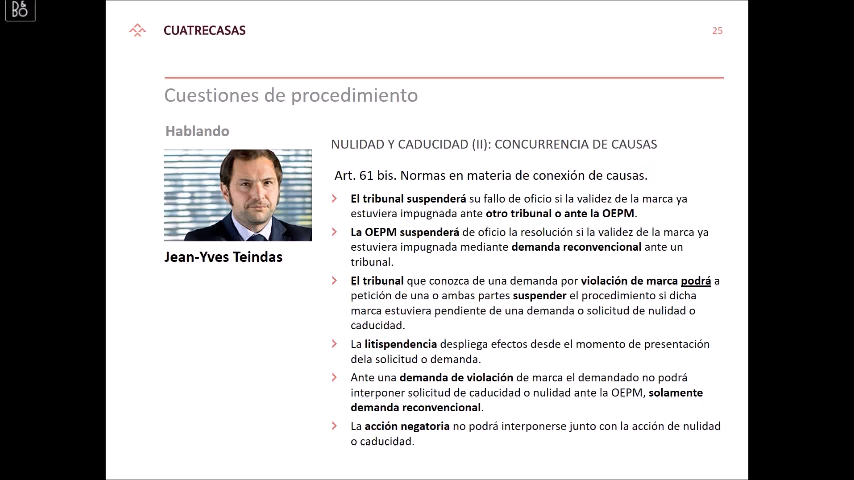 B&
BO
CUATRECASAS
25
Cuestiones de procedimiento
Hablando
Jean-Yves Teindas
NULIDAD Y CADUCIDAD (II): CONCURRENCIA DE CAUSAS
Art. 61 bis. Normas en materia de conexión de causas.
El tribunal suspenderá su fallo de oficio si la validez de la marca ya
estuviera impugnada ante otro tribunal o ante la OEPM.
La OEPM suspenderá de oficio la resolución si la validez de la marca ya
estuviera impugnada mediante demanda reconvencional ante un
tribunal.
El tribunal que conozca de una demanda por violación de marca podrá a
petición de una o ambas partes suspender el procedimiento si dicha
marca estuviera pendiente de una demanda o solicitud de nulidad o
caducidad.
La litispendencia despliega efectos desde el momento de presentación
dela solicitud o demanda.
Ante una demanda de violación de marca el demandado no podrá
interponer solicitud de caducidad o nulidad ante la OEPM, solamente
demanda reconvencional.
La acción negatoria no podrá interponerse junto con la acción de nulidad
o caducidad.